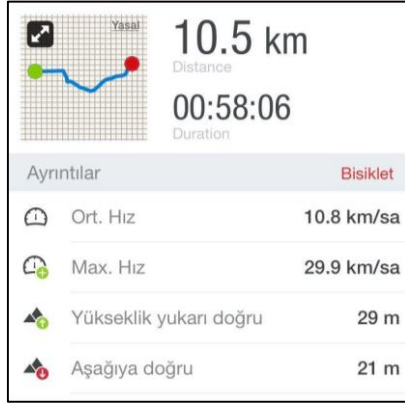 Yasal
10.5 km
Distance
00:58:06
Duration
Ayrıntılar Bisiklet
Ort. Hız 10.8 km/sa
Max. Hız 29.9 km/sa
Yükseklik yukarı doğru 29 m
Aşağıya doğru 21 m